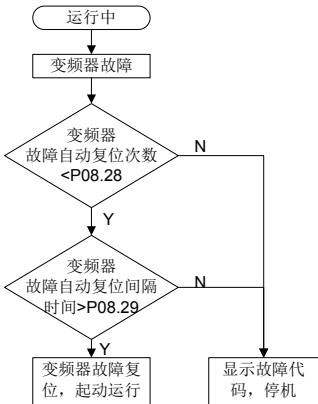 运行中
变频器故障
变频器
故障自动复位次数
<P08.28
N
Y
变频器
故障自动复位间隔
时间>P08.29
N
Y
变频器故障复
位，起动运行
显示故障代
码，停机